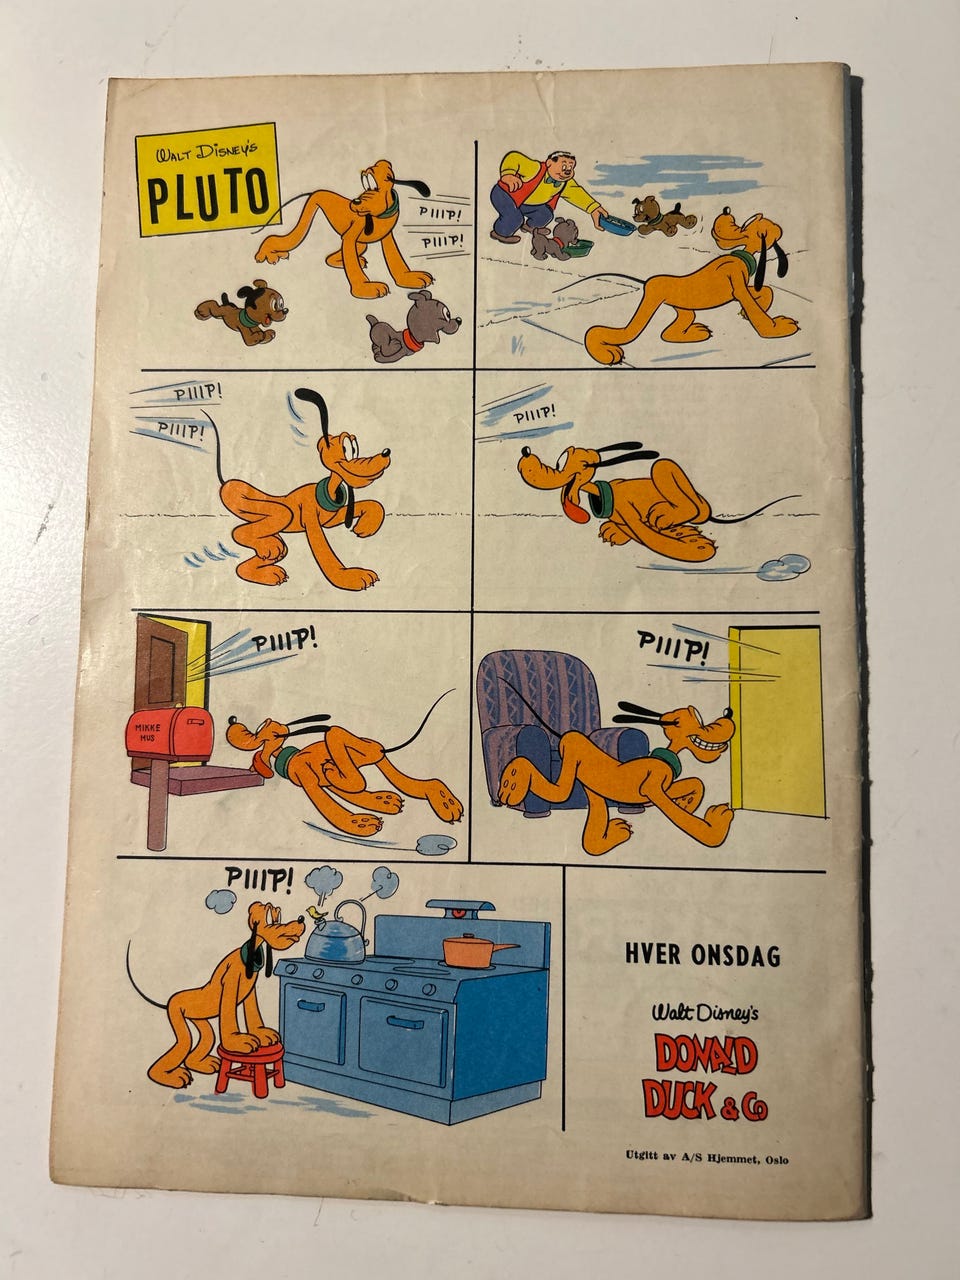 Walt Disney's
PLUTO
PIIIP!
PIIIP!
PIIIP!
PIIIP!
PIIIP!
PIIIP!
MIKKE
MUS
PIIIP!
PIIIP!
HVER ONSDAG
Walt Disney's
DONALD
DUCK & Co
Utgitt av A/S Hjemmet, Oslo